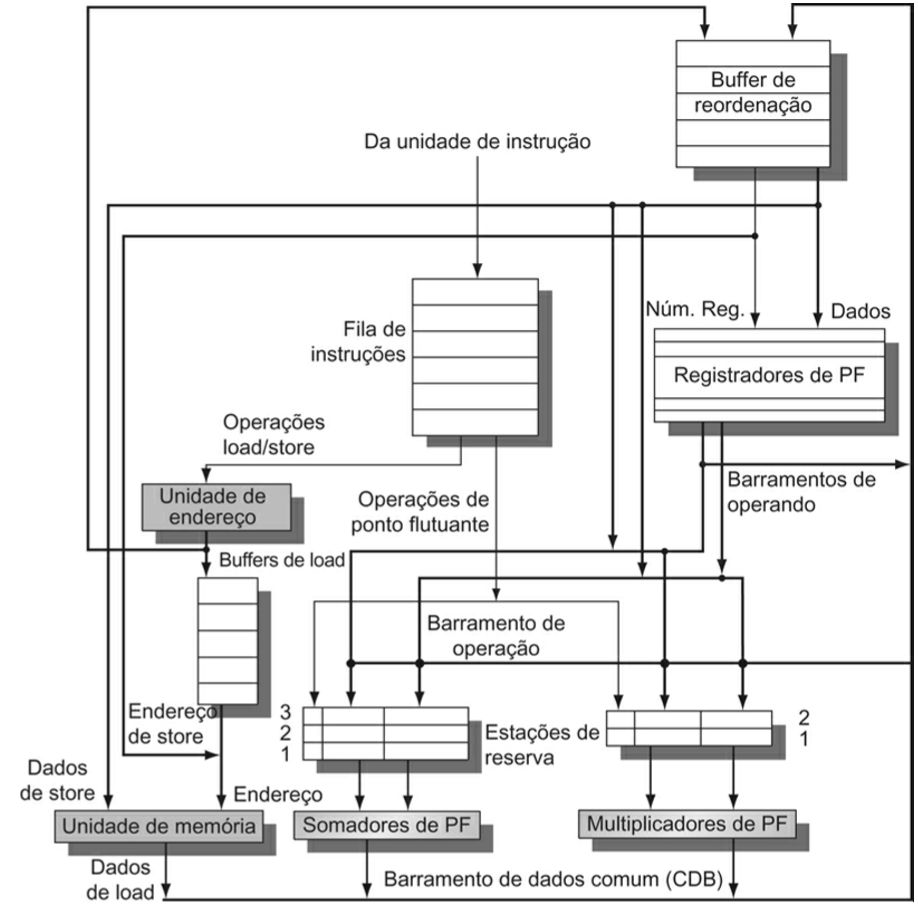 Buffer de
reordenação
Da unidade de instrução
Núm. Reg.
Dados
Fila de
instruções
Registradores de PF
Operações
load/store
Unidade de
endereço
Operações de
ponto flutuante
Barramentos de
operando
Buffers de load
Barramento de
operação
Endereço
de store
3
2
1
Estações de
reserva
2
1
Dados
de store
Endereço
Unidade de memória
Somadores de PF
Multiplicadores de PF
Dados
de load
Barramento de dados comum (CDB)